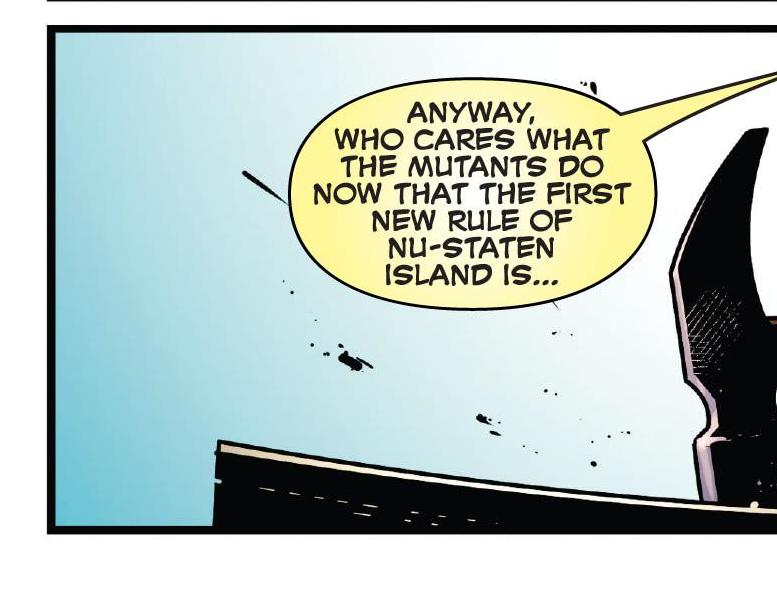 ANYWAY,
WHO CARES WHAT
THE MUTANTS DO
NOW THAT THE FIRST
NEW RULE OF
NU-STATEN
ISLAND IS...